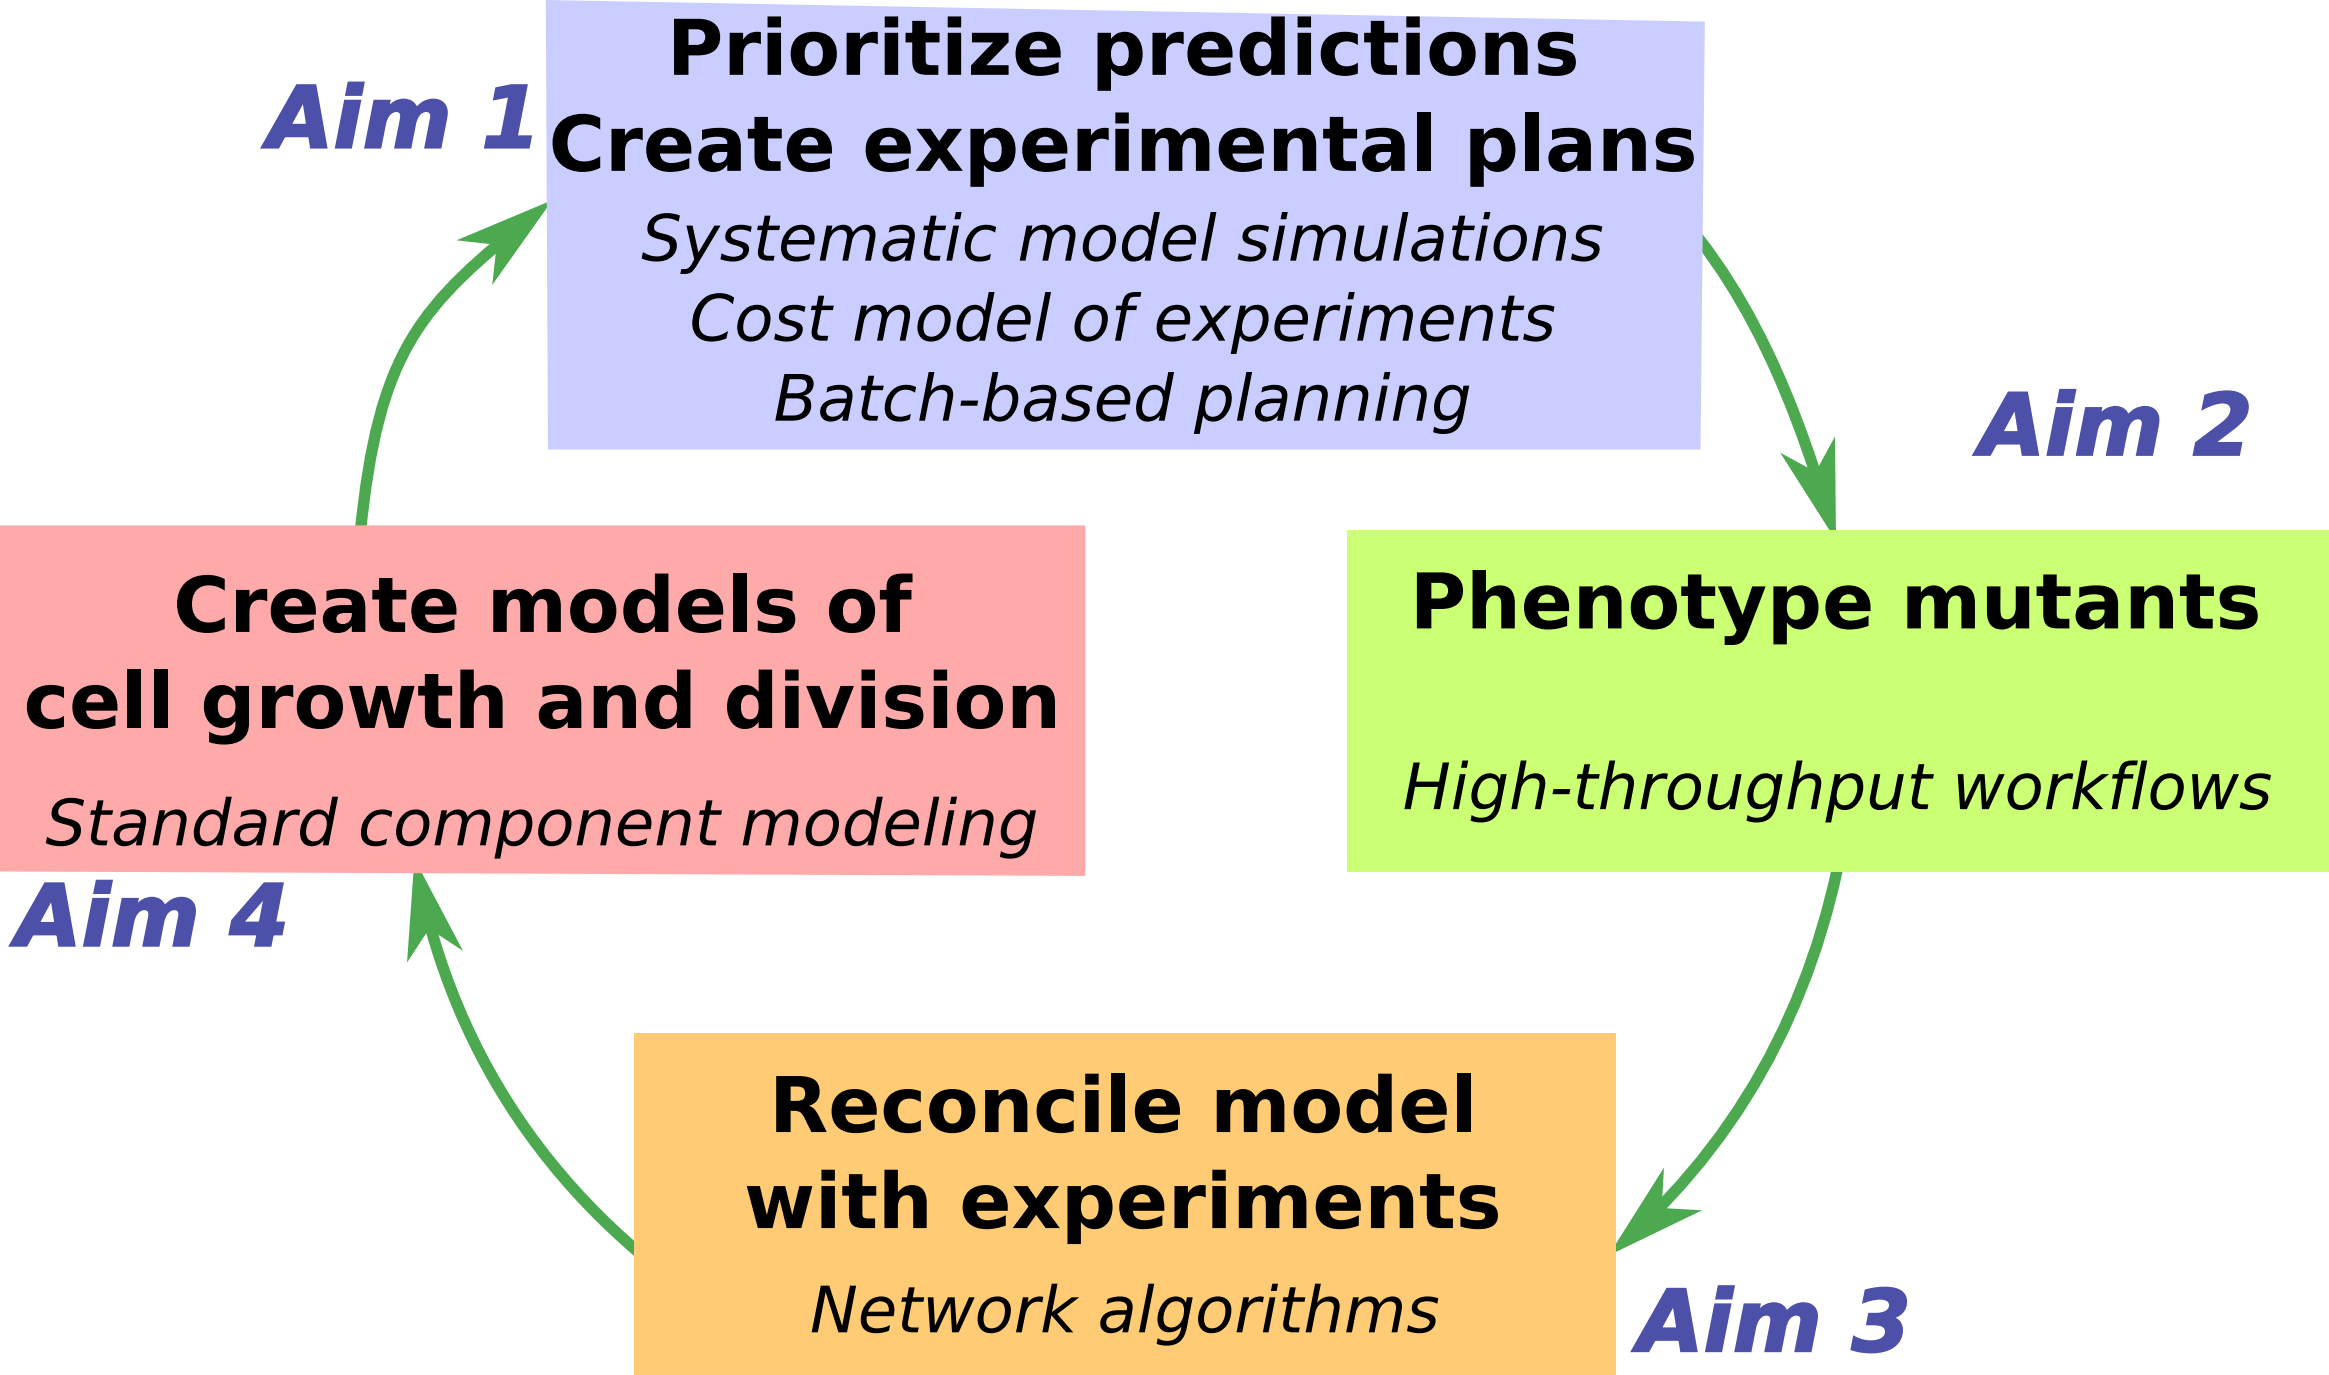 Aim 1
Prioritize predictions
Create experimental plans
Systematic model simulations
Cost model of experiments
Batch-based planning
Aim 2
Phenotype mutants
High-throughput workflows
Aim 3
Reconcile model
with experiments
Network algorithms
Aim 4
Create models of
cell growth and division
Standard component modeling